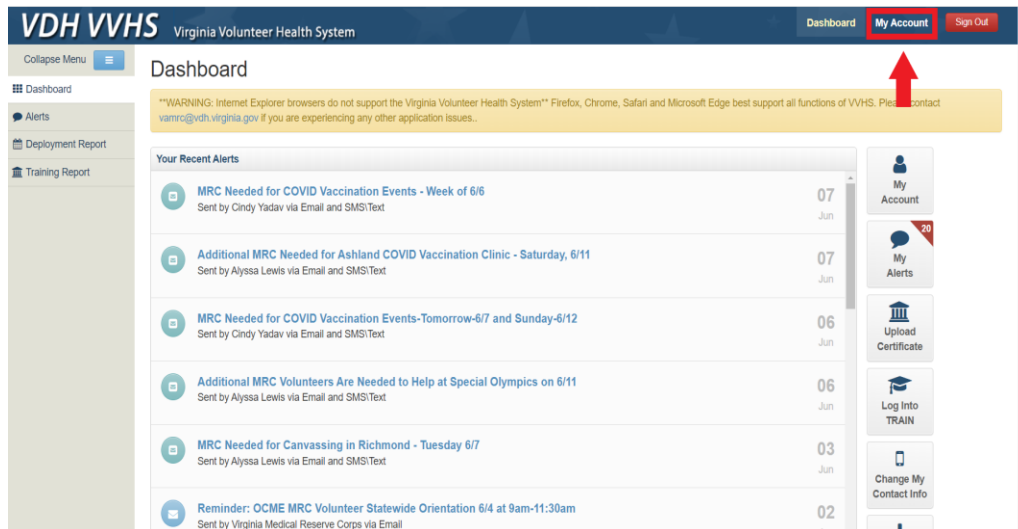 VDH VVHS Virginia Volunteer Health System
Dashboard My Account Sign Out
Collapse Menu
Dashboard
Alerts
Deployment Report
Training Report
Dashboard
**WARNING: Internet Explorer browsers do not support the Virginia Volunteer Health System** Firefox, Chrome, Safari and Microsoft Edge best support all functions of VVHS. contact
vamrc@vdh.virginia.gov if you are experiencing any other application issues..
Your Recent Alerts
MRC Needed for COVID Vaccination Events - Week of 6/6
Sent by Cindy Yadav via Email and SMS\Text
07
Jun
Additional MRC Needed for Ashland COVID Vaccination Clinic - Saturday, 6/11
Sent by Alyssa Lewis via Email and SMS\Text
07
Jun
MRC Needed for COVID Vaccination Events-Tomorrow-6/7 and Sunday-6/12
Sent by Cindy Yadav via Email and SMS\Text
06
Jun
Additional MRC Volunteers Are Needed to Help at Special Olympics on 6/11
Sent by Alyssa Lewis via Email and SMS\Text
06
Jun
MRC Needed for Canvassing in Richmond - Tuesday 6/7
Sent by Alyssa Lewis via Email and SMS\Text
03
Jun
Reminder: OCME MRC Volunteer Statewide Orientation 6/4 at 9am-11:30am
Sent by Virginia Medical Reserve Corps via Email
02
My
Account
20
My
Alerts
Upload
Certificate
Log Into
TRAIN
Change My
Contact Info